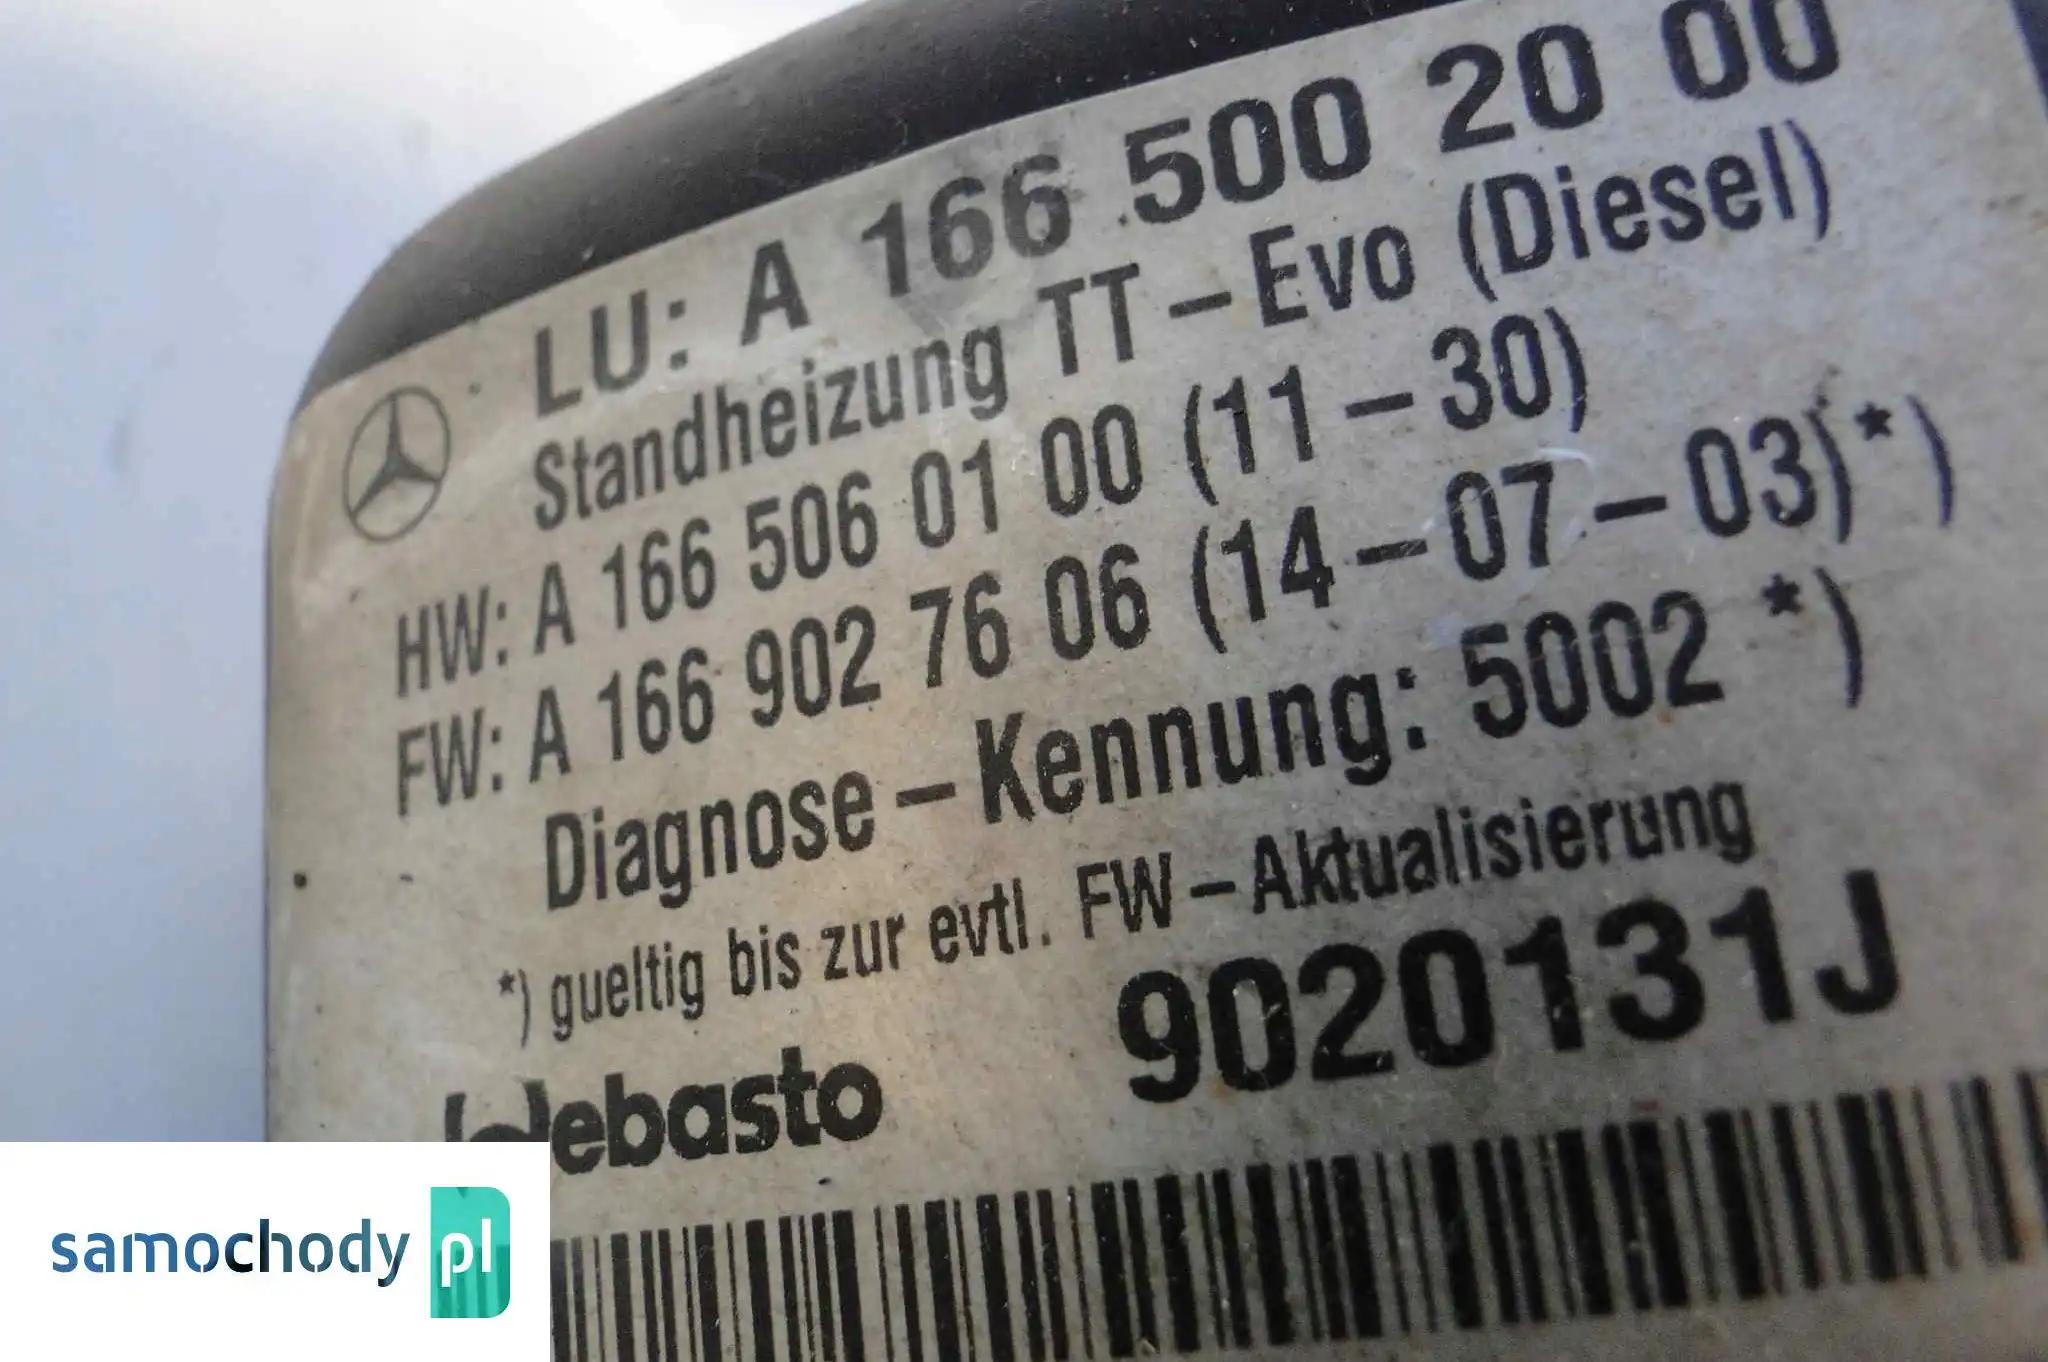 LU: A 166 500 20 00
Standheizung TT-Evo (Diesel)
HW: A 166 506 01 00 (11-30)
FW: A 166 902 76 06 (14-07-03)*)
Diagnose-Kennung: 5002 *)
*) gueltig bis zur evtl. FW-Aktualisierung
Webasto 9020131J
samochody pl